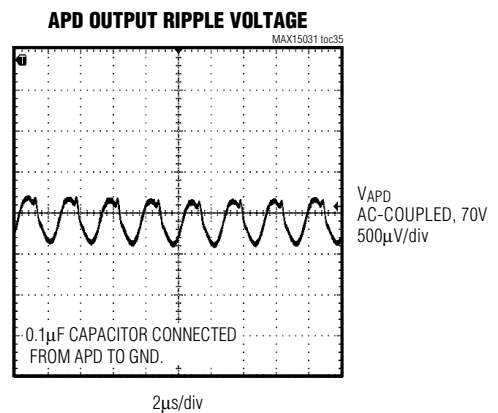 APD OUTPUT RIPPLE VOLTAGE
MAX15031 toc35
T
VAPD
AC-COUPLED, 70V
500μV/div
0.1μF CAPACITOR CONNECTED
FROM APD TO GND.
2μs/div